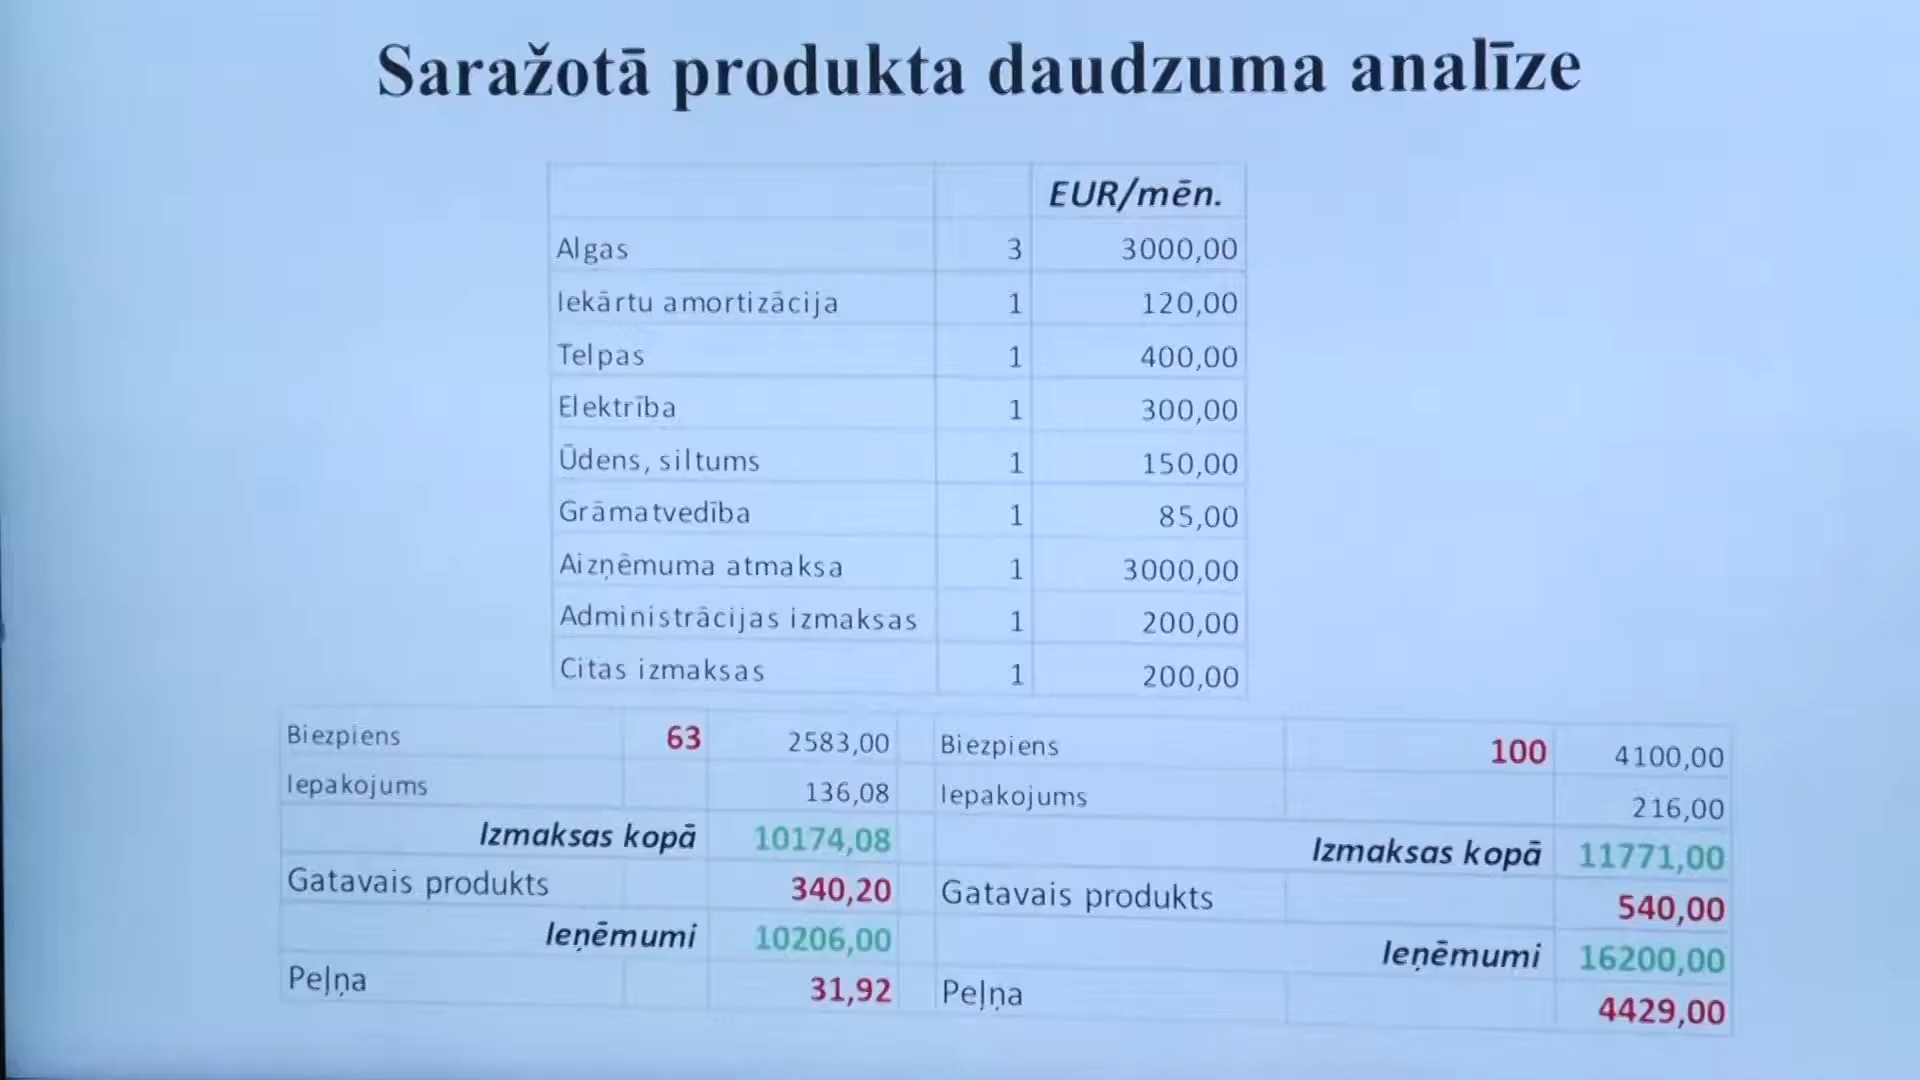 Saražotā produkta daudzuma analīze
EUR/mēn.
Algas 3 3000,00
Iekārtu amortizācija 1 120,00
Telpas 1 400,00
Elektrība 1 300,00
Ūdens, siltums 1 150,00
Grāmatvedība 1 85,00
Aizņēmuma atmaksa 1 3000,00
Administrācijas izmaksas 1 200,00
Citas izmaksas 1 200,00
Biezpiens 63 2583,00 Biezpiens 100 4100,00
Iepakojums 136,08 Iepakojums 216,00
Izmaksas kopā 10174,08 Izmaksas kopā 11771,00
Gatavais produkts 340,20 Gatavais produkts 540,00
Ieņēmumi 10206,00 Ieņēmumi 16200,00
Peļņa 31,92 Peļņa 4429,00